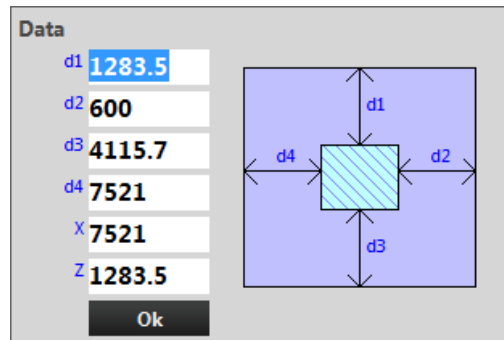 Data
d1 1283.5
d2 600
d3 4115.7
d4 7521
X 7521
Z 1283.5
Ok
d1
d4 d2
d3